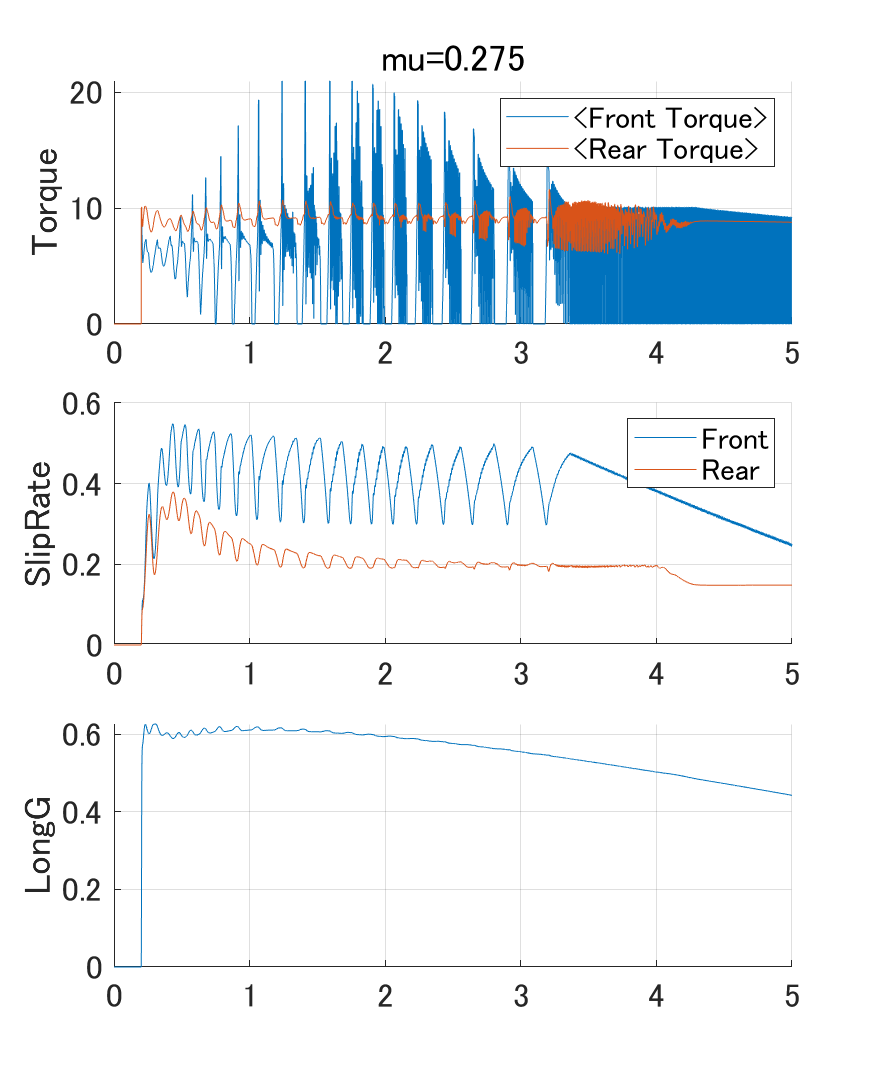 mu=0.275
Torque
20
10
0
<Front Torque>
<Rear Torque>
0 1 2 3 4 5
SlipRate
0.6
0.4
0.2
0
Front
Rear
0 1 2 3 4 5
LongG
0.6
0.4
0.2
0
0 1 2 3 4 5